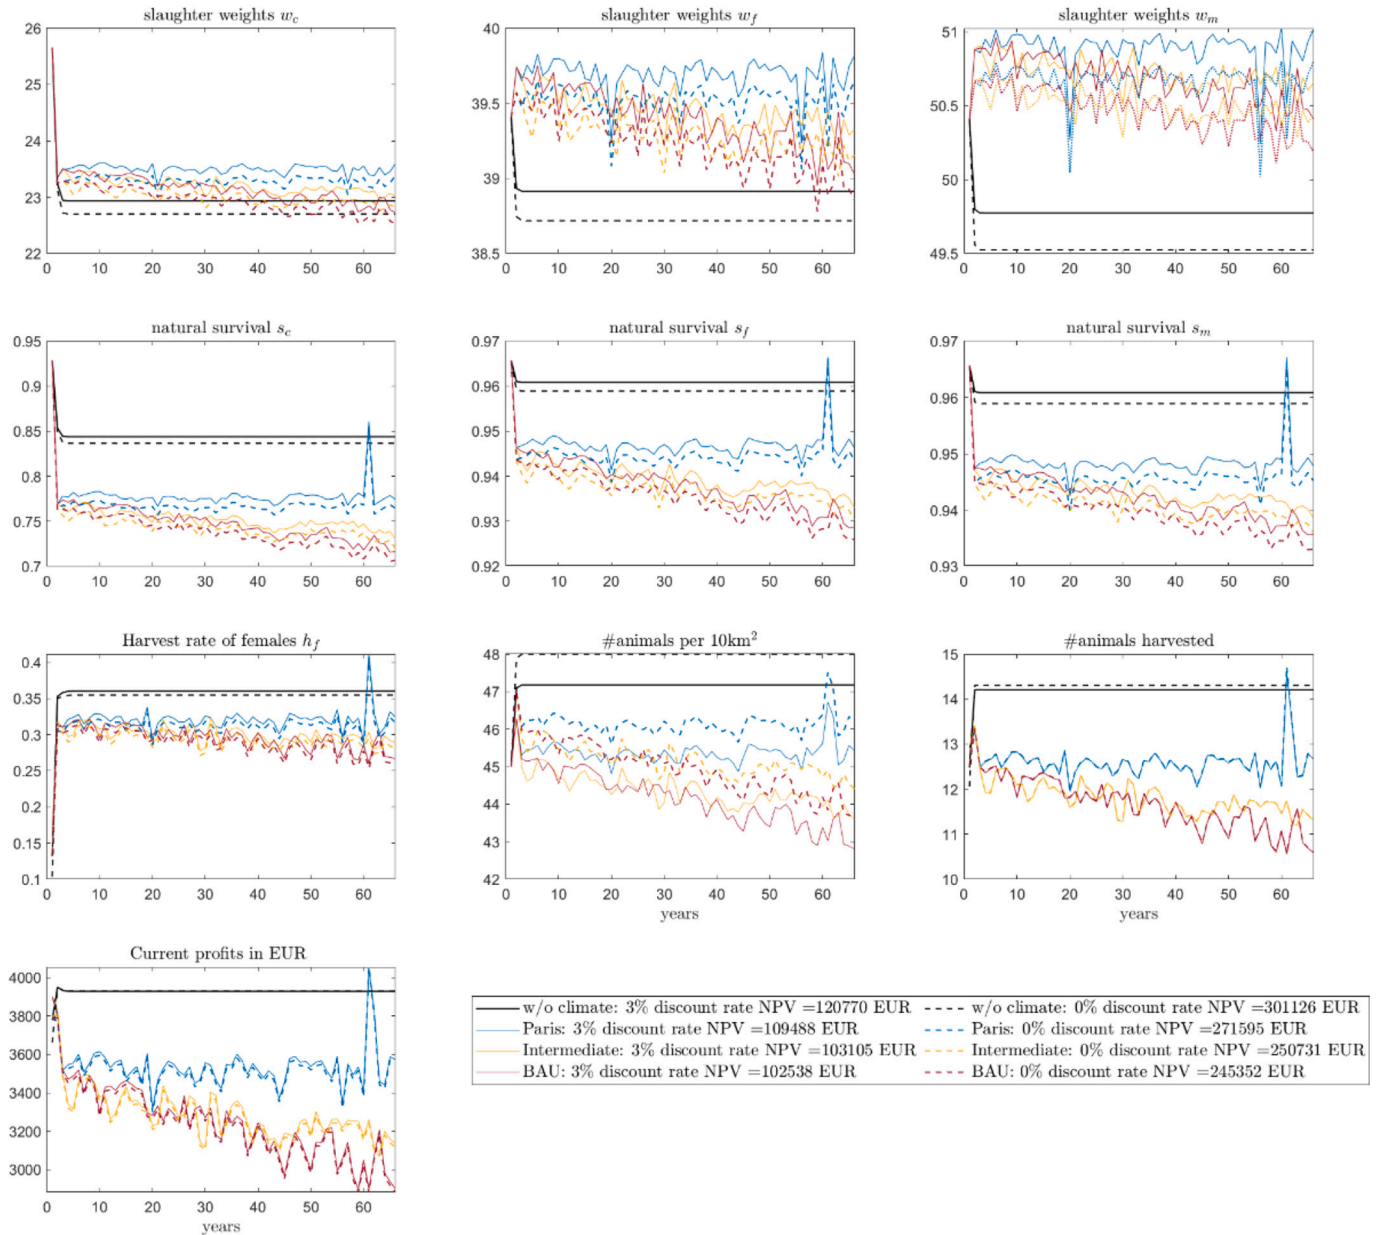 slaughter weights w_c
26
25
24
23
22
0 10 20 30 40 50 60
slaughter weights w_f
40
39.5
39
38.5
0 10 20 30 40 50 60
slaughter weights w_m
51
50.5
50
49.5
0 10 20 30 40 50 60
natural survival s_c
0.95
0.9
0.85
0.8
0.75
0.7
0 10 20 30 40 50 60
natural survival s_f
0.97
0.96
0.95
0.94
0.93
0.92
0 10 20 30 40 50 60
natural survival s_m
0.97
0.96
0.95
0.94
0.93
0 10 20 30 40 50 60
Harvest rate of females h_f
0.4
0.35
0.3
0.25
0.2
0.15
0.1
0 10 20 30 40 50 60
#animals per 10km²
48
47
46
45
44
43
42
0 10 20 30 40 50 60
years
#animals harvested
15
14
13
12
11
10
0 10 20 30 40 50 60
years
Current profits in EUR
4000
3800
3600
3400
3200
3000
0 10 20 30 40 50 60
years
w/o climate: 3% discount rate NPV =120770 EUR
w/o climate: 0% discount rate NPV =301126 EUR
Paris: 3% discount rate NPV =109488 EUR
Paris: 0% discount rate NPV =271595 EUR
Intermediate: 3% discount rate NPV =103105 EUR
Intermediate: 0% discount rate NPV =250731 EUR
BAU: 3% discount rate NPV =102538 EUR
BAU: 0% discount rate NPV =245352 EUR